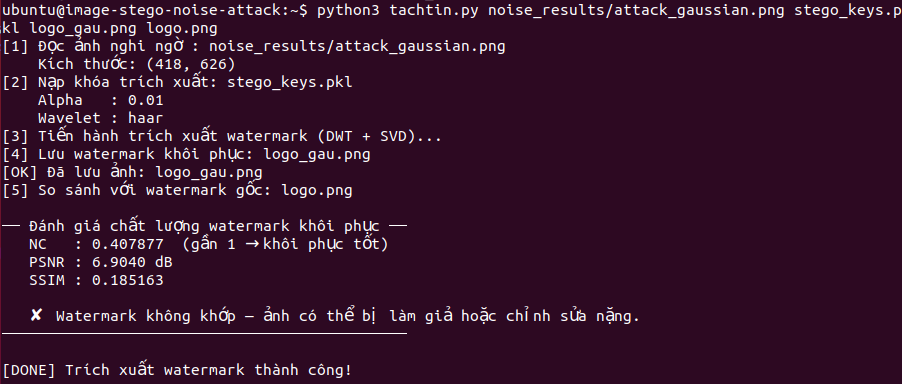 ubuntu@image-stego-noise-attack:~$ python3 tachtin.py noise_results/attack_gaussian.png stego_keys.p
kl logo_gau.png logo.png
[1] Đọc ảnh nghi ngờ : noise_results/attack_gaussian.png
Kích thước: (418, 626)
[2] Nạp khóa trích xuất: stego_keys.pkl
Alpha : 0.01
Wavelet : haar
[3] Tiến hành trích xuất watermark (DWT + SVD)...
[4] Lưu watermark khôi phục: logo_gau.png
[OK] Đã lưu ảnh: logo_gau.png
[5] So sánh với watermark gốc: logo.png
── Đánh giá chất lượng watermark khôi phục ──
NC : 0.407877 (gần 1 → khôi phục tốt)
PSNR : 6.9040 dB
SSIM : 0.185163
✘ Watermark không khớp — ảnh có thể bị làm giả hoặc chỉnh sửa nặng.
[DONE] Trích xuất watermark thành công!